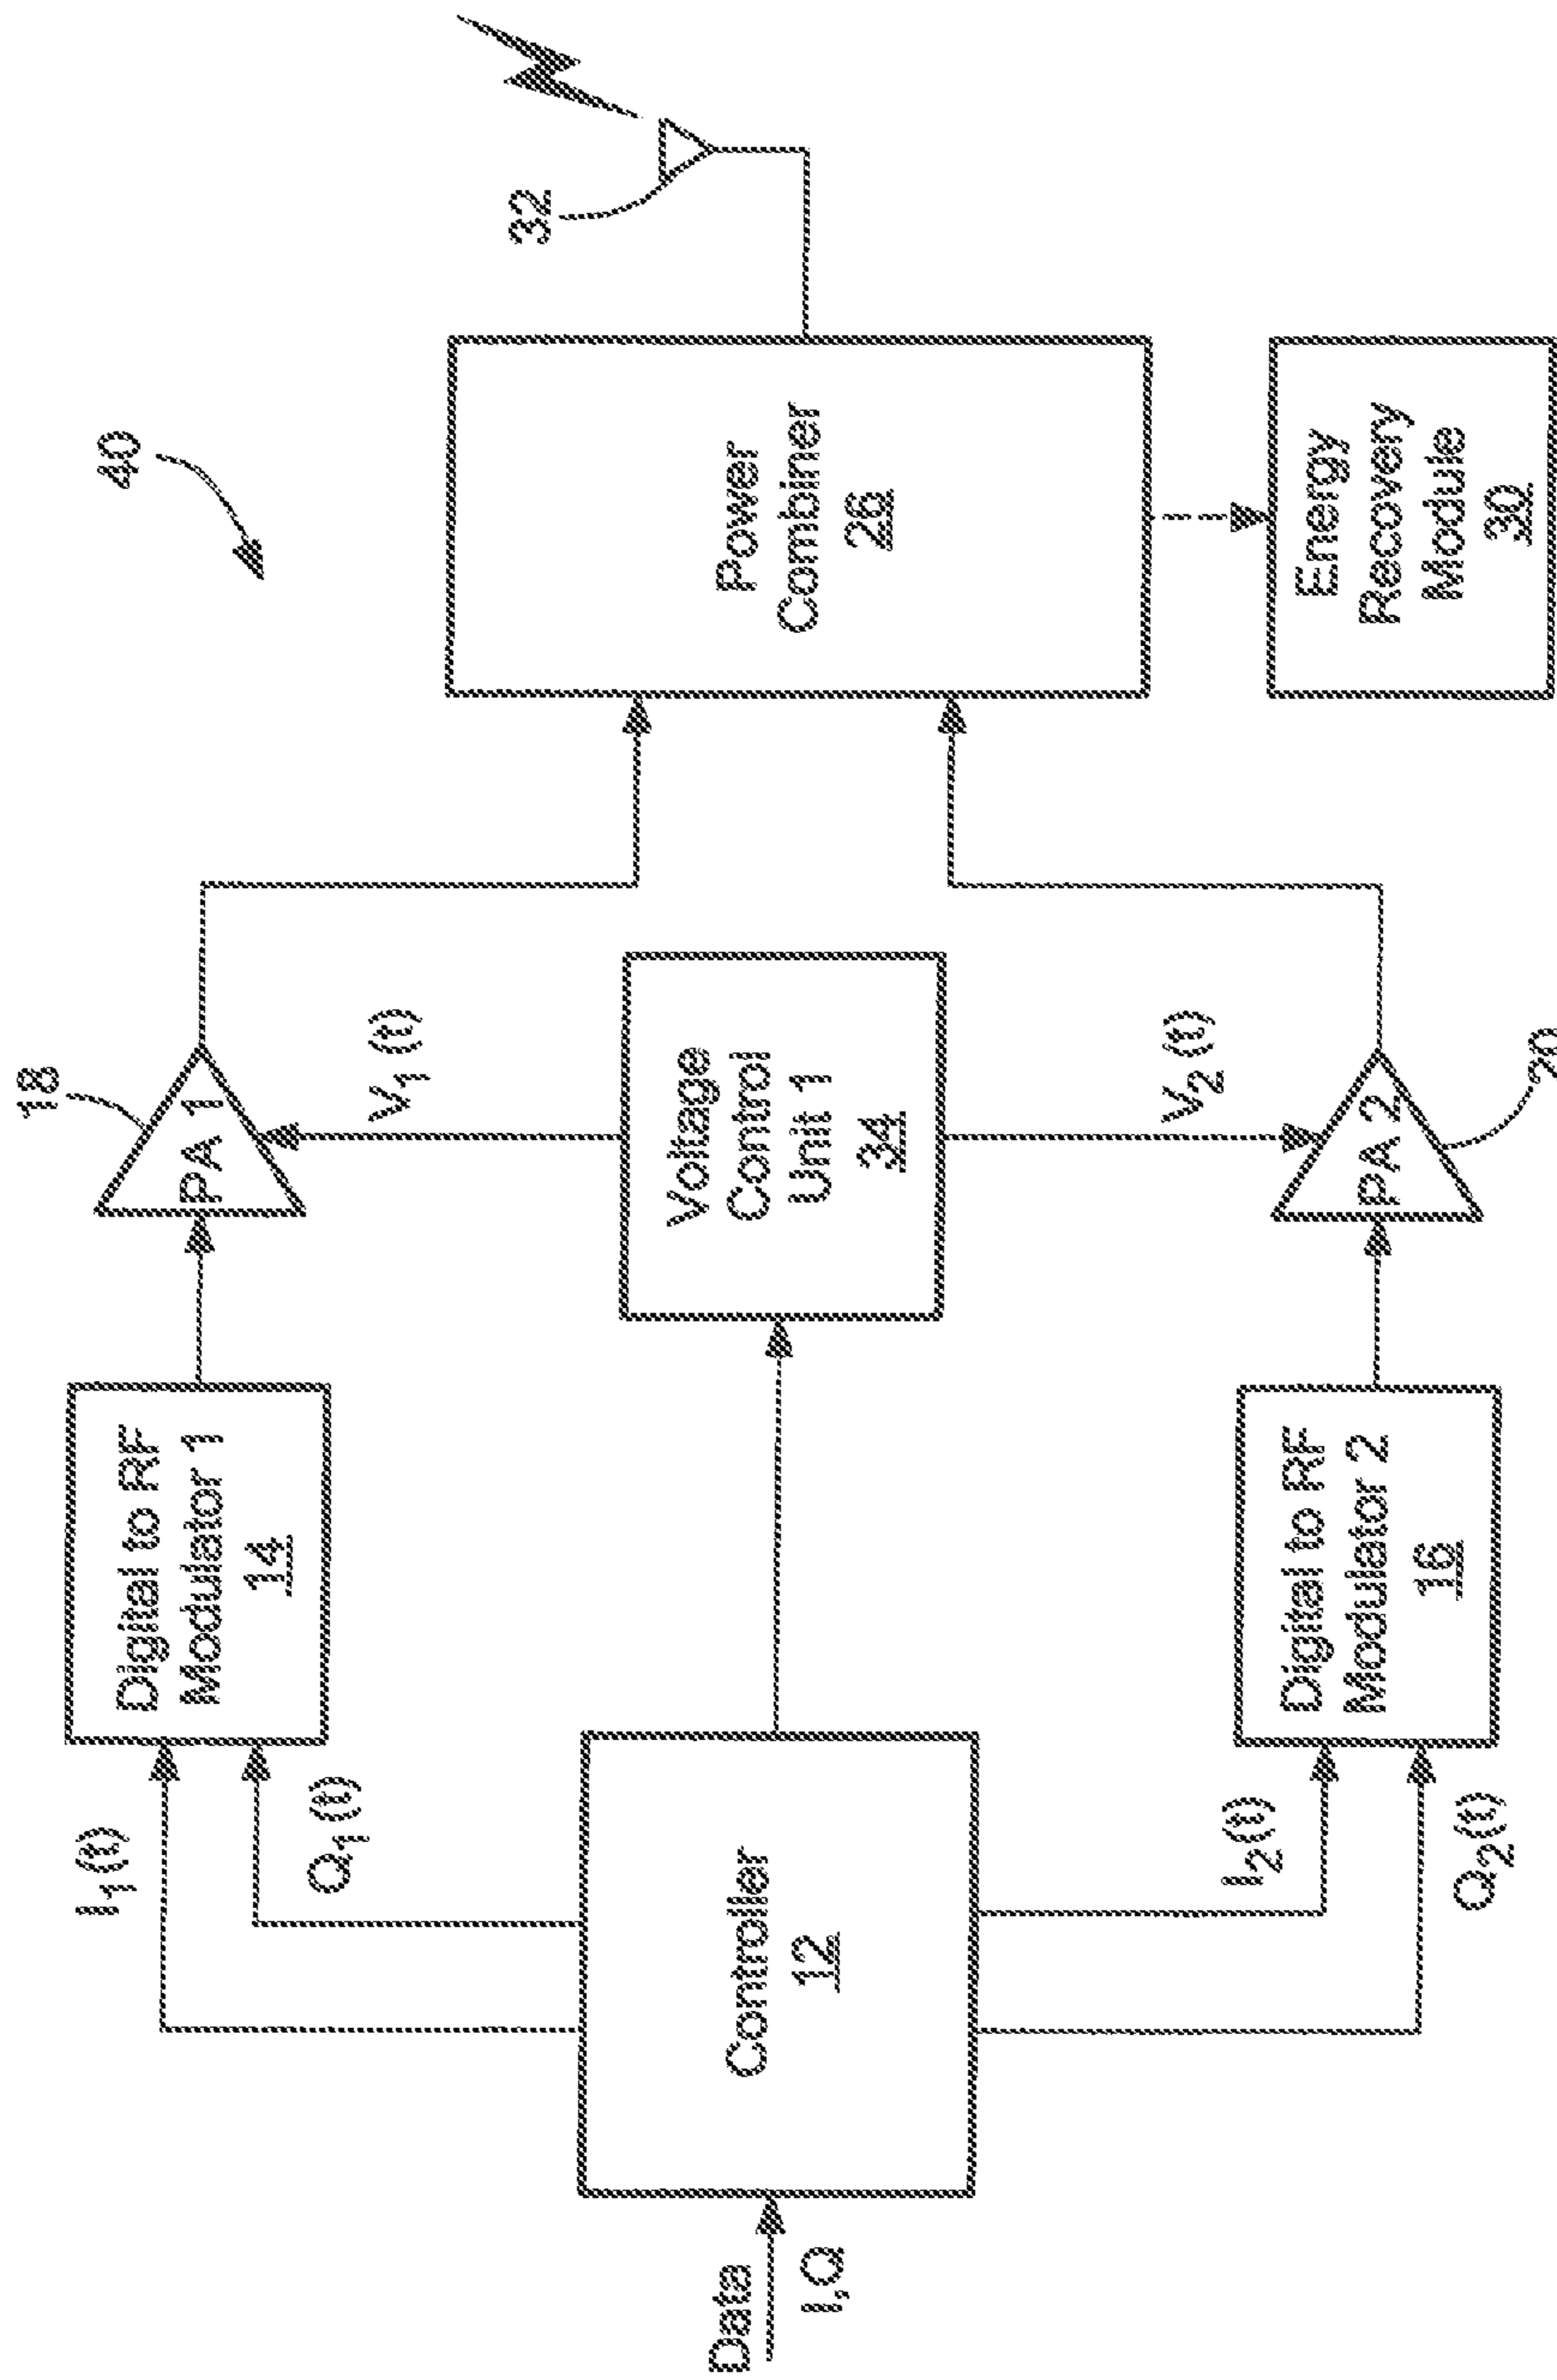 40
18
32
I1(t)
Digital to RF
Modulator 1
14
PA 1
Q1(t)
V1 (t)
Data
I,Q
Controller
12
Voltage
Control
Unit 1
34
Power
Combiner
26
V2 (t)
I2(t)
Q2(t)
Digital to RF
Modulator 2
16
PA 2
20
Energy
Recovery
Module
30